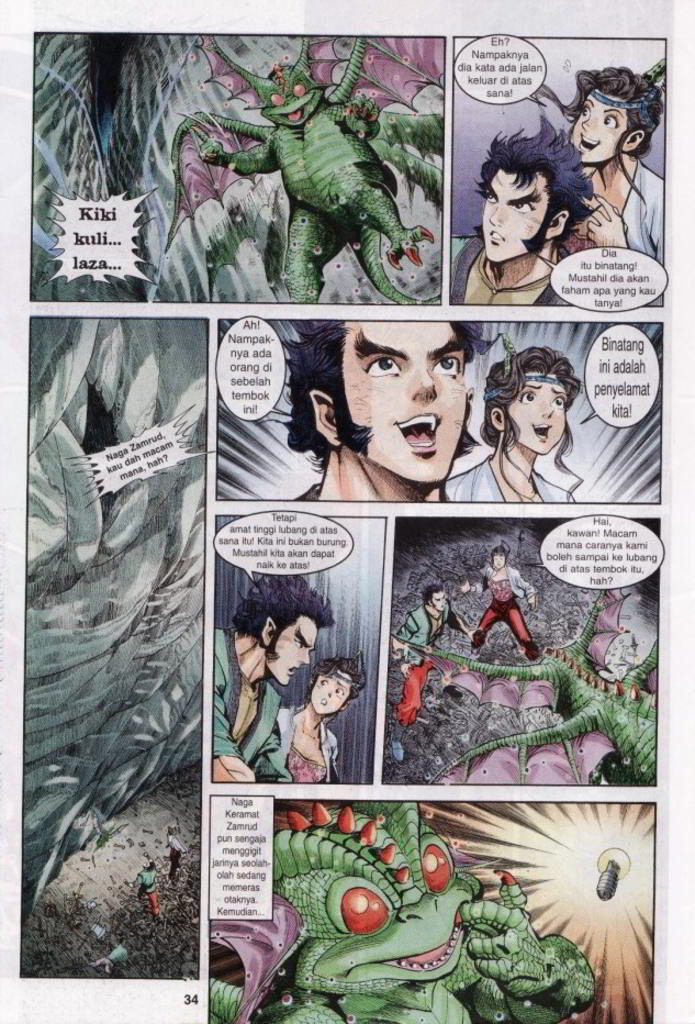 Kiki
kuli...
laza...
Eh?
Nampaknya
dia kata ada jalan
keluar di atas
sana!
Dia
itu binatang!
Mustahil dia akan
faham apa yang kau
tanya!
Naga Zamrud,
kau dah macam
mana, hah?
Ah!
Nampak-
nya ada
orang di
sebelah
ini!
Binatang
ini adalah
penyelamat
kita!
Tetapi
amat tinggi lubang di atas
sana itu! Kita ini bukan burung.
Mustahil kita akan dapat
naik ke atas!
Hai,
kawan! Macam
mana caranya kami
boleh sampai ke lubang
di atas tembok itu,
hah?
Naga
Keramat
Zamrud
pun sengaja
menggigit
jarinya seolah-
olah sedang
memeras
otaknya.
Kemudian...
34